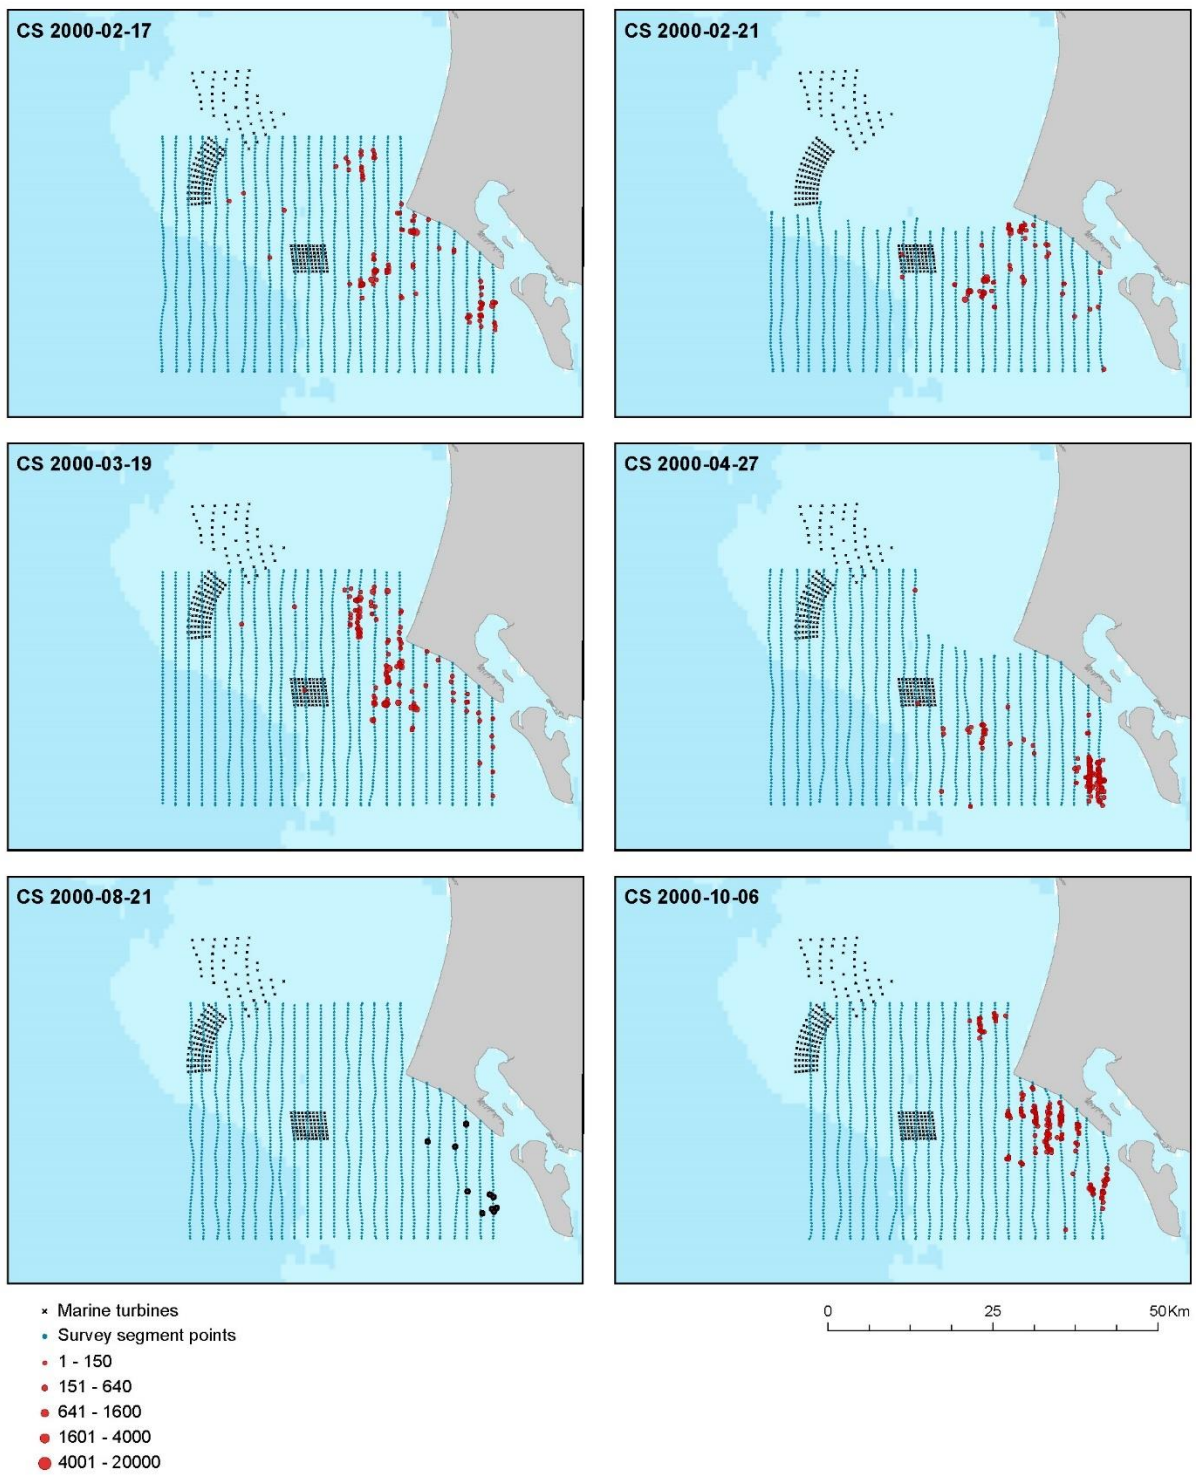 CS 2000-02-17
CS 2000-02-21
CS 2000-03-19
CS 2000-04-27
CS 2000-08-21
CS 2000-10-06
Marine turbines
Survey segment points
1 - 150
151 - 640
641 - 1600
1601 - 4000
4001 - 20000
0 25 50Km